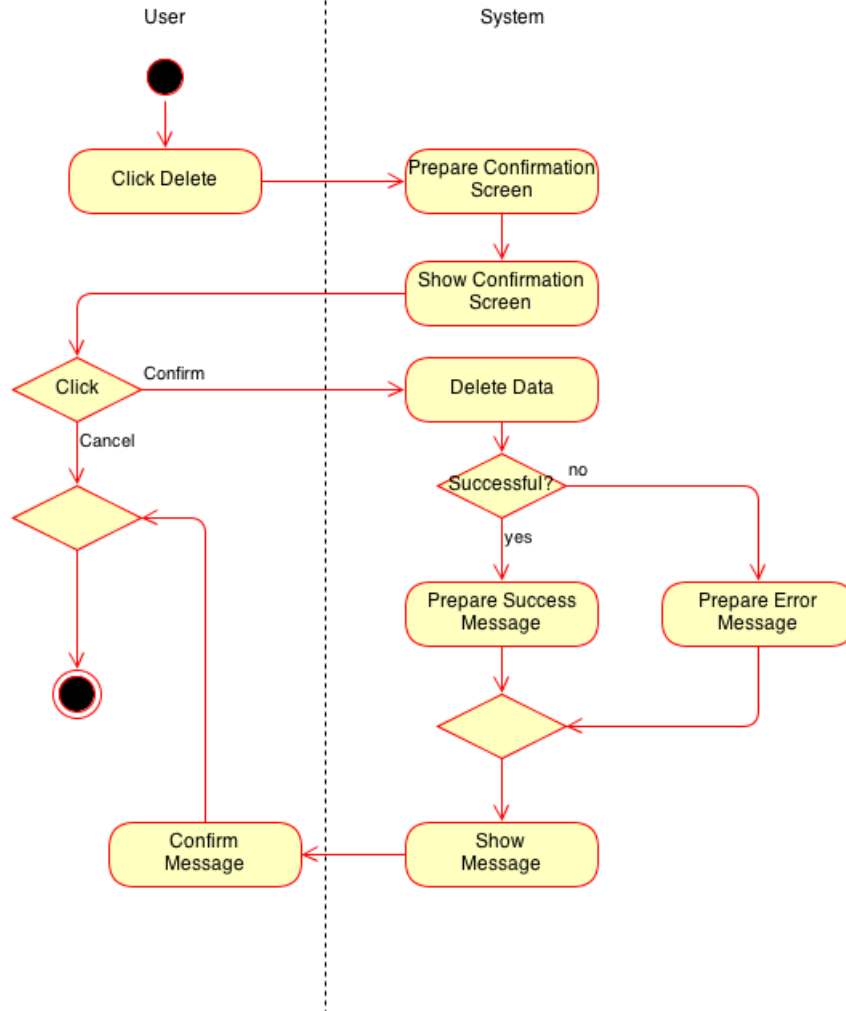 User
System
Click Delete
Prepare Confirmation
Screen
Show Confirmation
Screen
Click
Confirm
Delete Data
Cancel
Successful?
no
yes
Prepare Success
Message
Prepare Error
Message
Confirm
Message
Show
Message